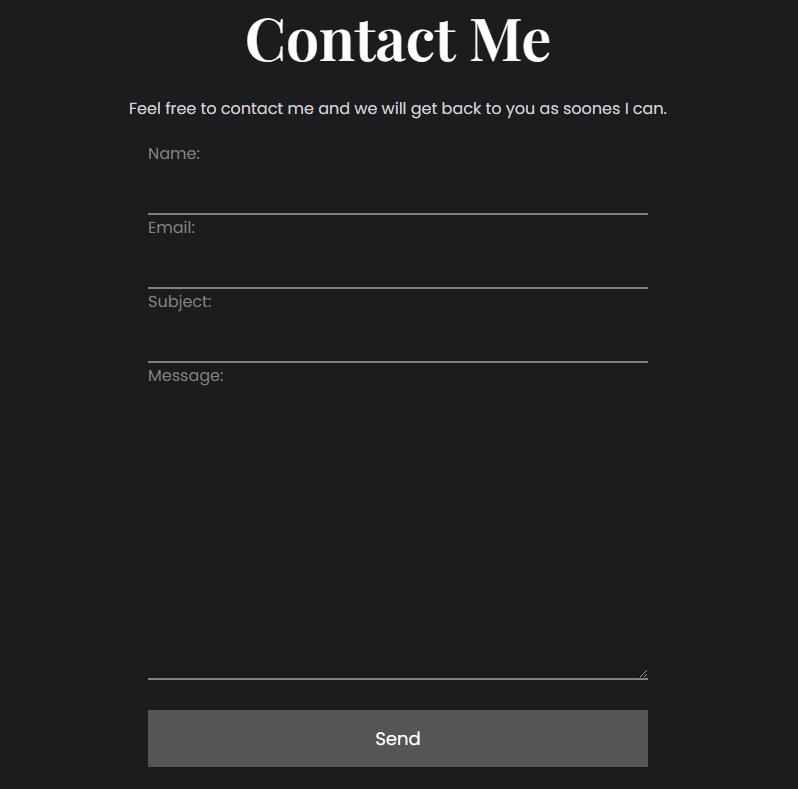 Contact Me
Feel free to contact me and we will get back to you as soones I can.
Name:
Email:
Subject:
Message:
Send